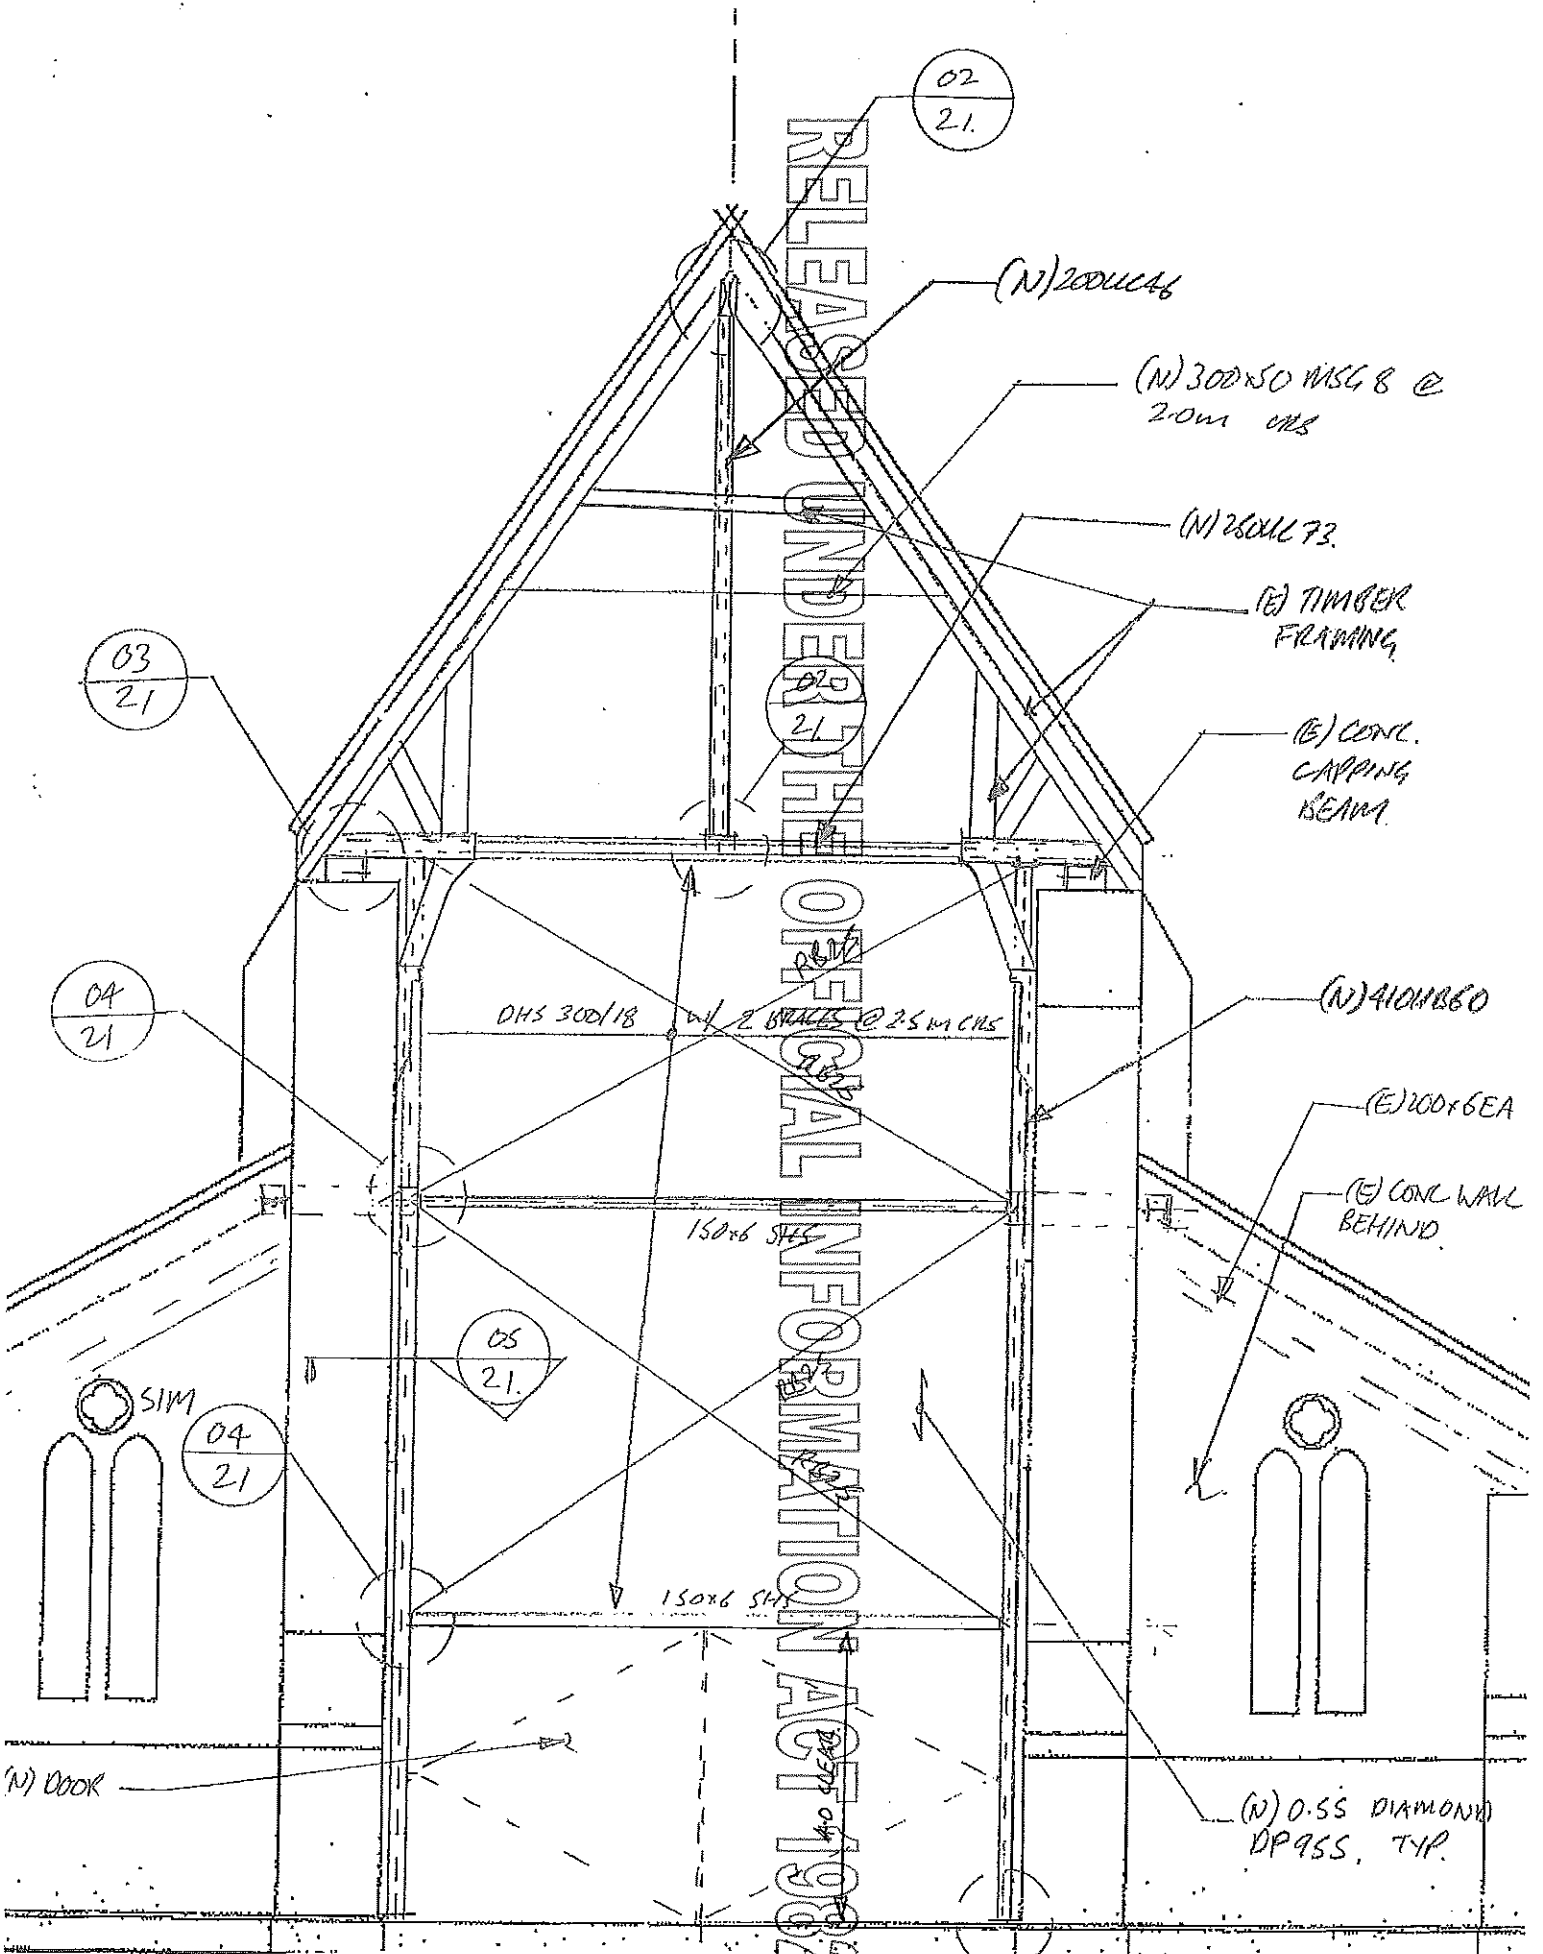 02
21.
RELEASED UNDER THE OFFICIAL INFORMATION ACT 1982
(N) 200UC46
(N) 300x50 MSG 8 @
2.0m CRS
(N) 250UC 73.
(E) TIMBER
FRAMING
03
21
02
21.
(E) CONC.
CAPPING
BEAM.
04
21
DHS 300/18 w/ 2 BRACES @ 2.5m CRS
(N) 410UB60
(E) 200x6EA
(E) CONC WALL
BEHIND.
150x6 SHS
05
21.
SIM
04
21
150x6 SHS
4.0 CLEAR.
(N) DOOR
(N) 0.55 DIAMOND
DP955. TYP.